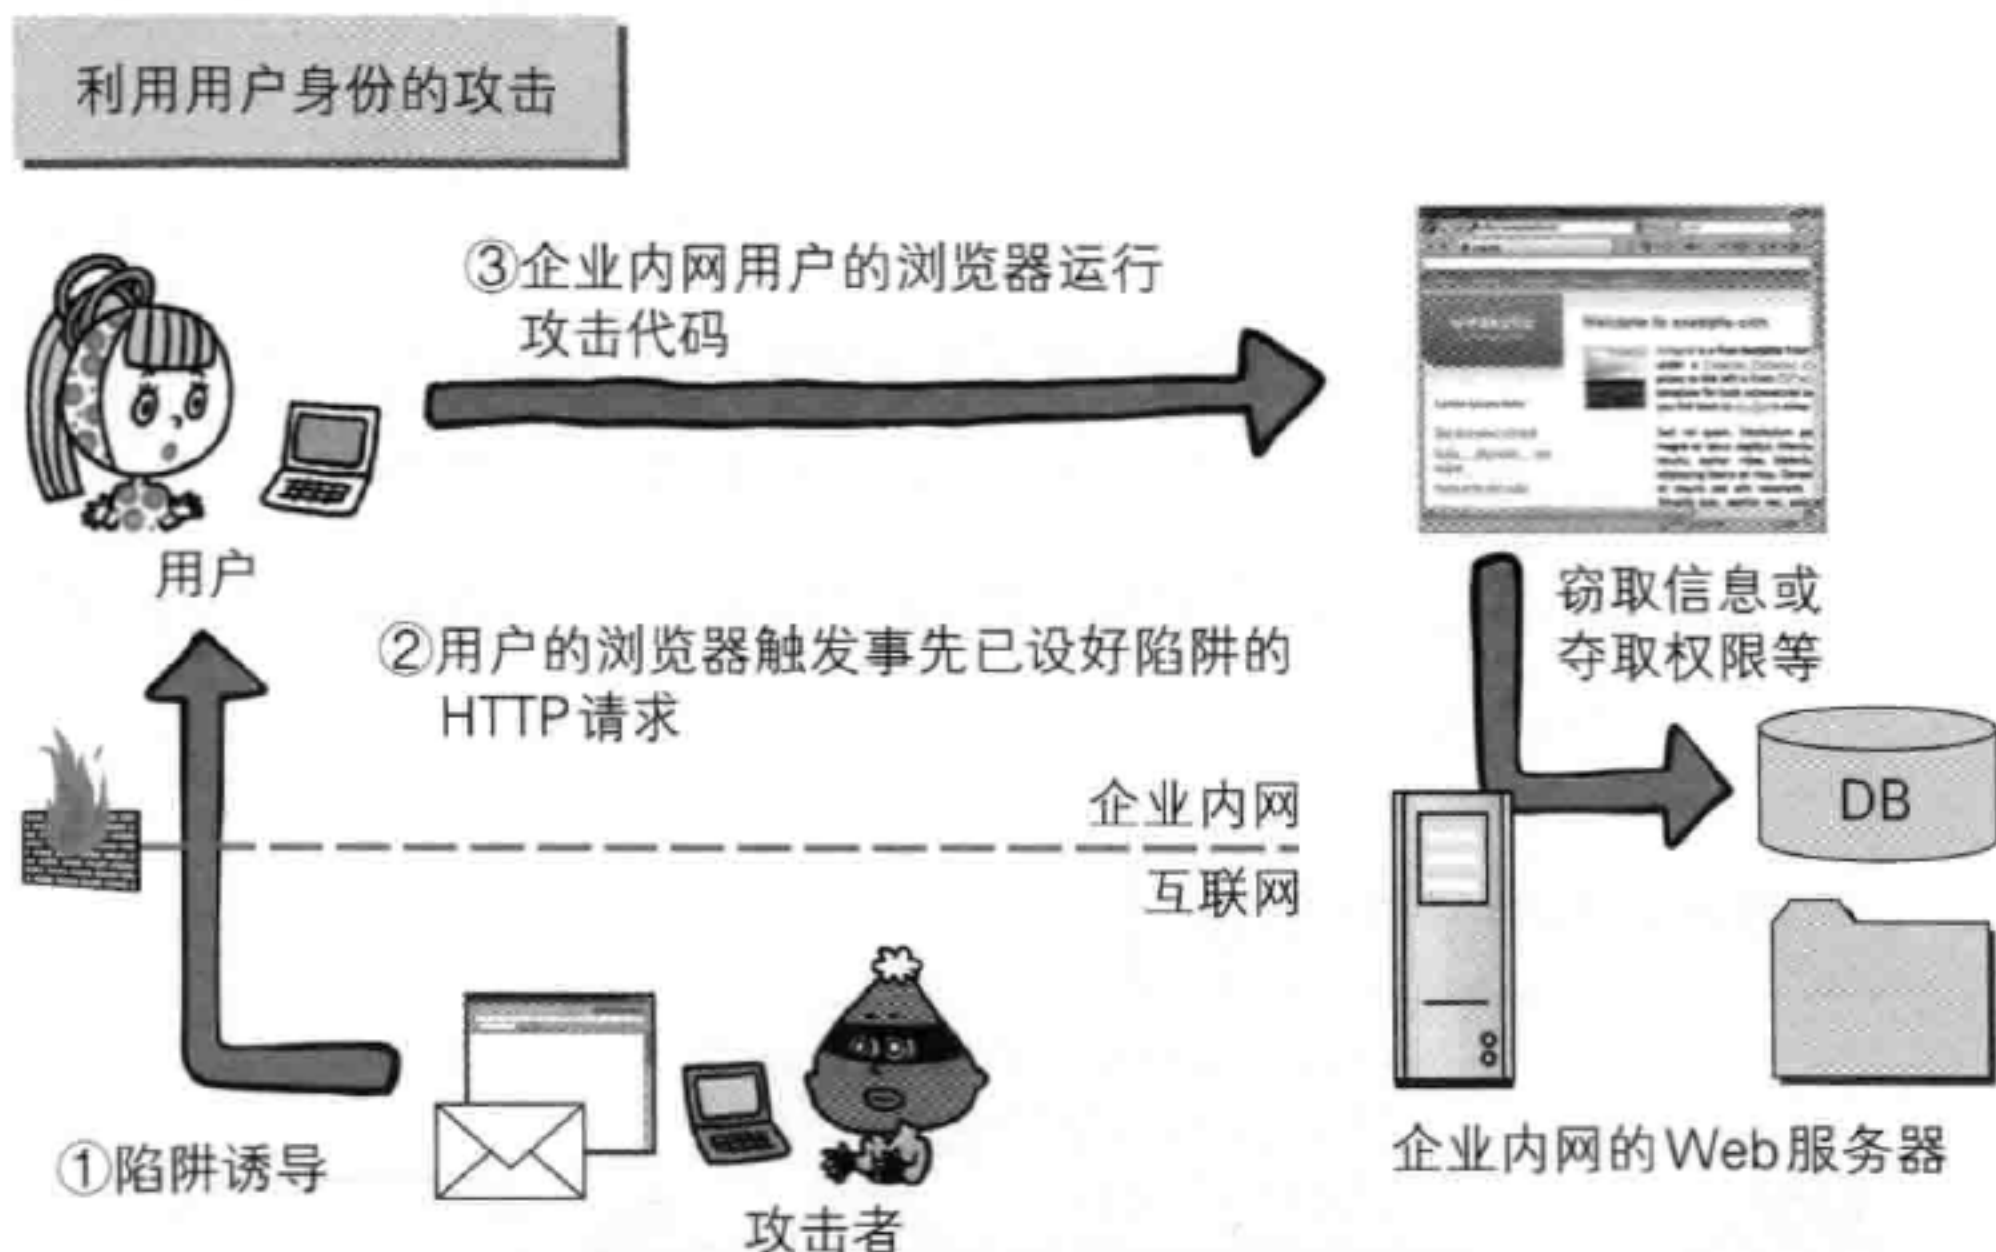 利用用户身份的攻击
③企业内网用户的浏览器运行
攻击代码
用户
窃取信息或
夺取权限等
②用户的浏览器触发事先已设好陷阱的
HTTP请求
企业内网
DB
互联网
①陷阱诱导
攻击者
企业内网的Web服务器